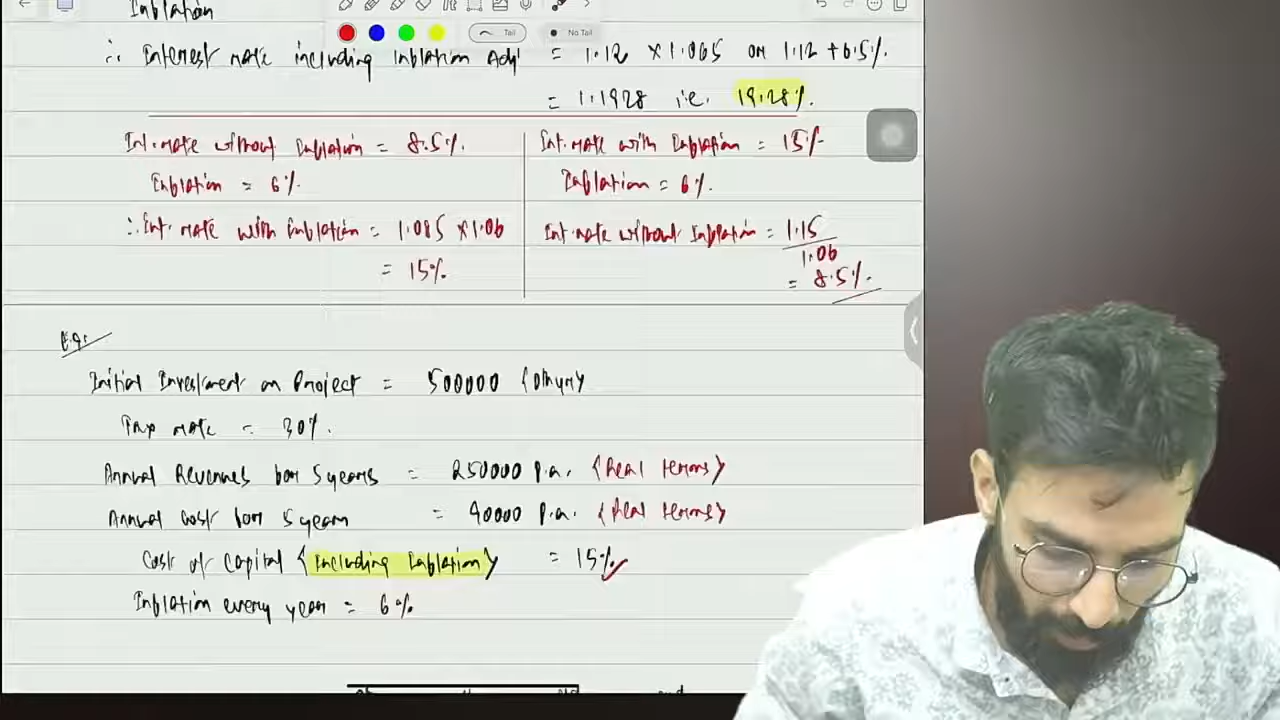 Inflation
Tail
No Tail
∴ Interest rate including Inflation Adj = 1.12 × 1.065 or 1.12 + 6.5%.
= 1.1928 i.e. 19.28%.
Int. rate without Inflation = 8.5%.
Inflation = 6%.
∴ Int. rate with Inflation = 1.085 × 1.06
= 15%
Int. rate with Inflation = 15%
Inflation = 6%.
Int rate without Inflation = 1.15
1.06
= 8.5%.
E.g.
Initial Investment on Project = 500000
Tax rate = 30%.
Annual Revenues for 5 years = 250000 p.a. {Real terms}
Annual Cost for 5 years = 90000 p.a. {Real terms}
Cost of Capital {Including Inflation} = 15%
Inflation every year = 6%